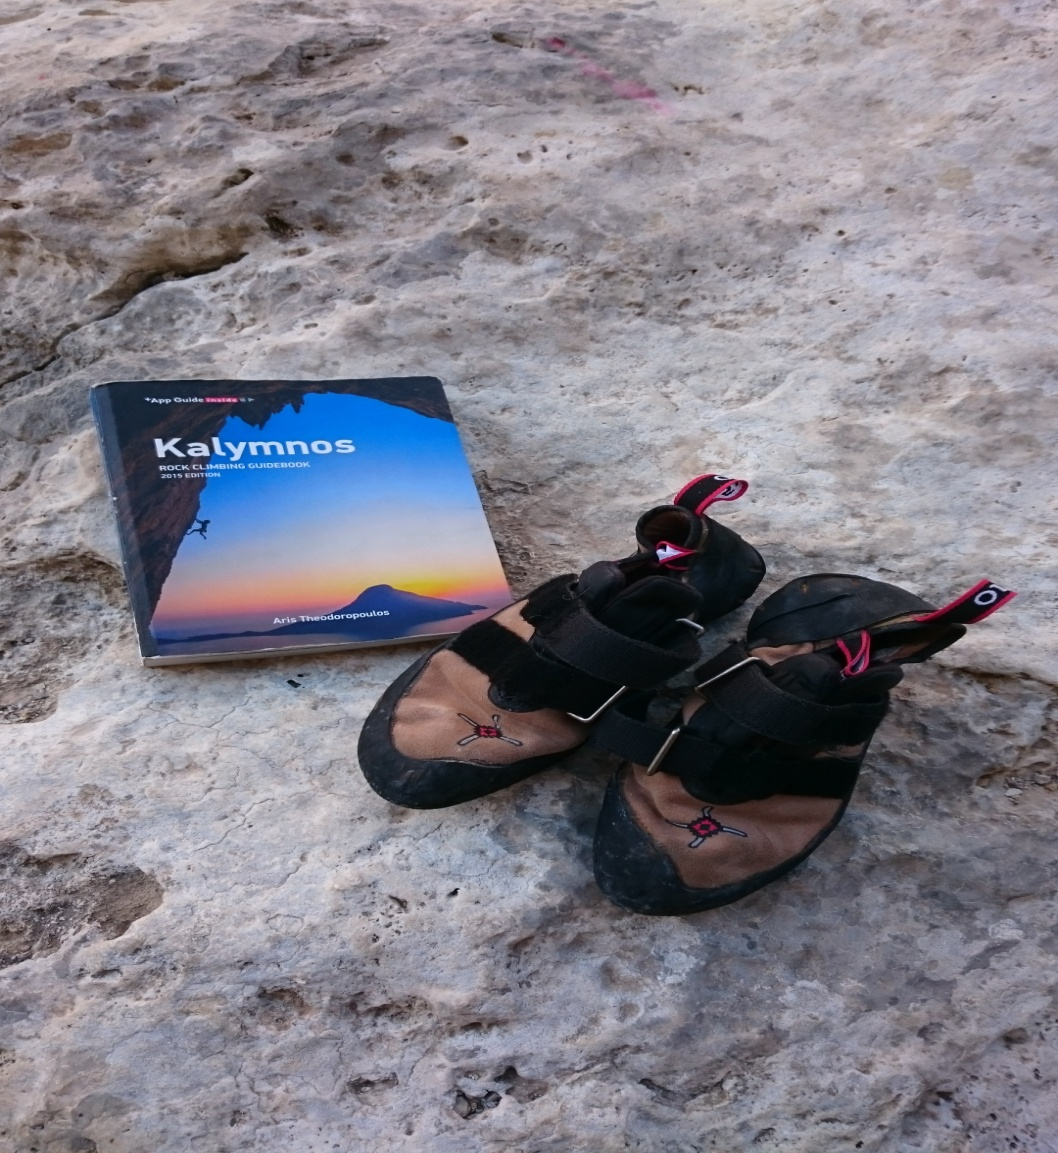 +App Guide inside
Kalymnos
ROCK CLIMBING GUIDEBOOK
2015 EDITION
Aris Theodoropoulos